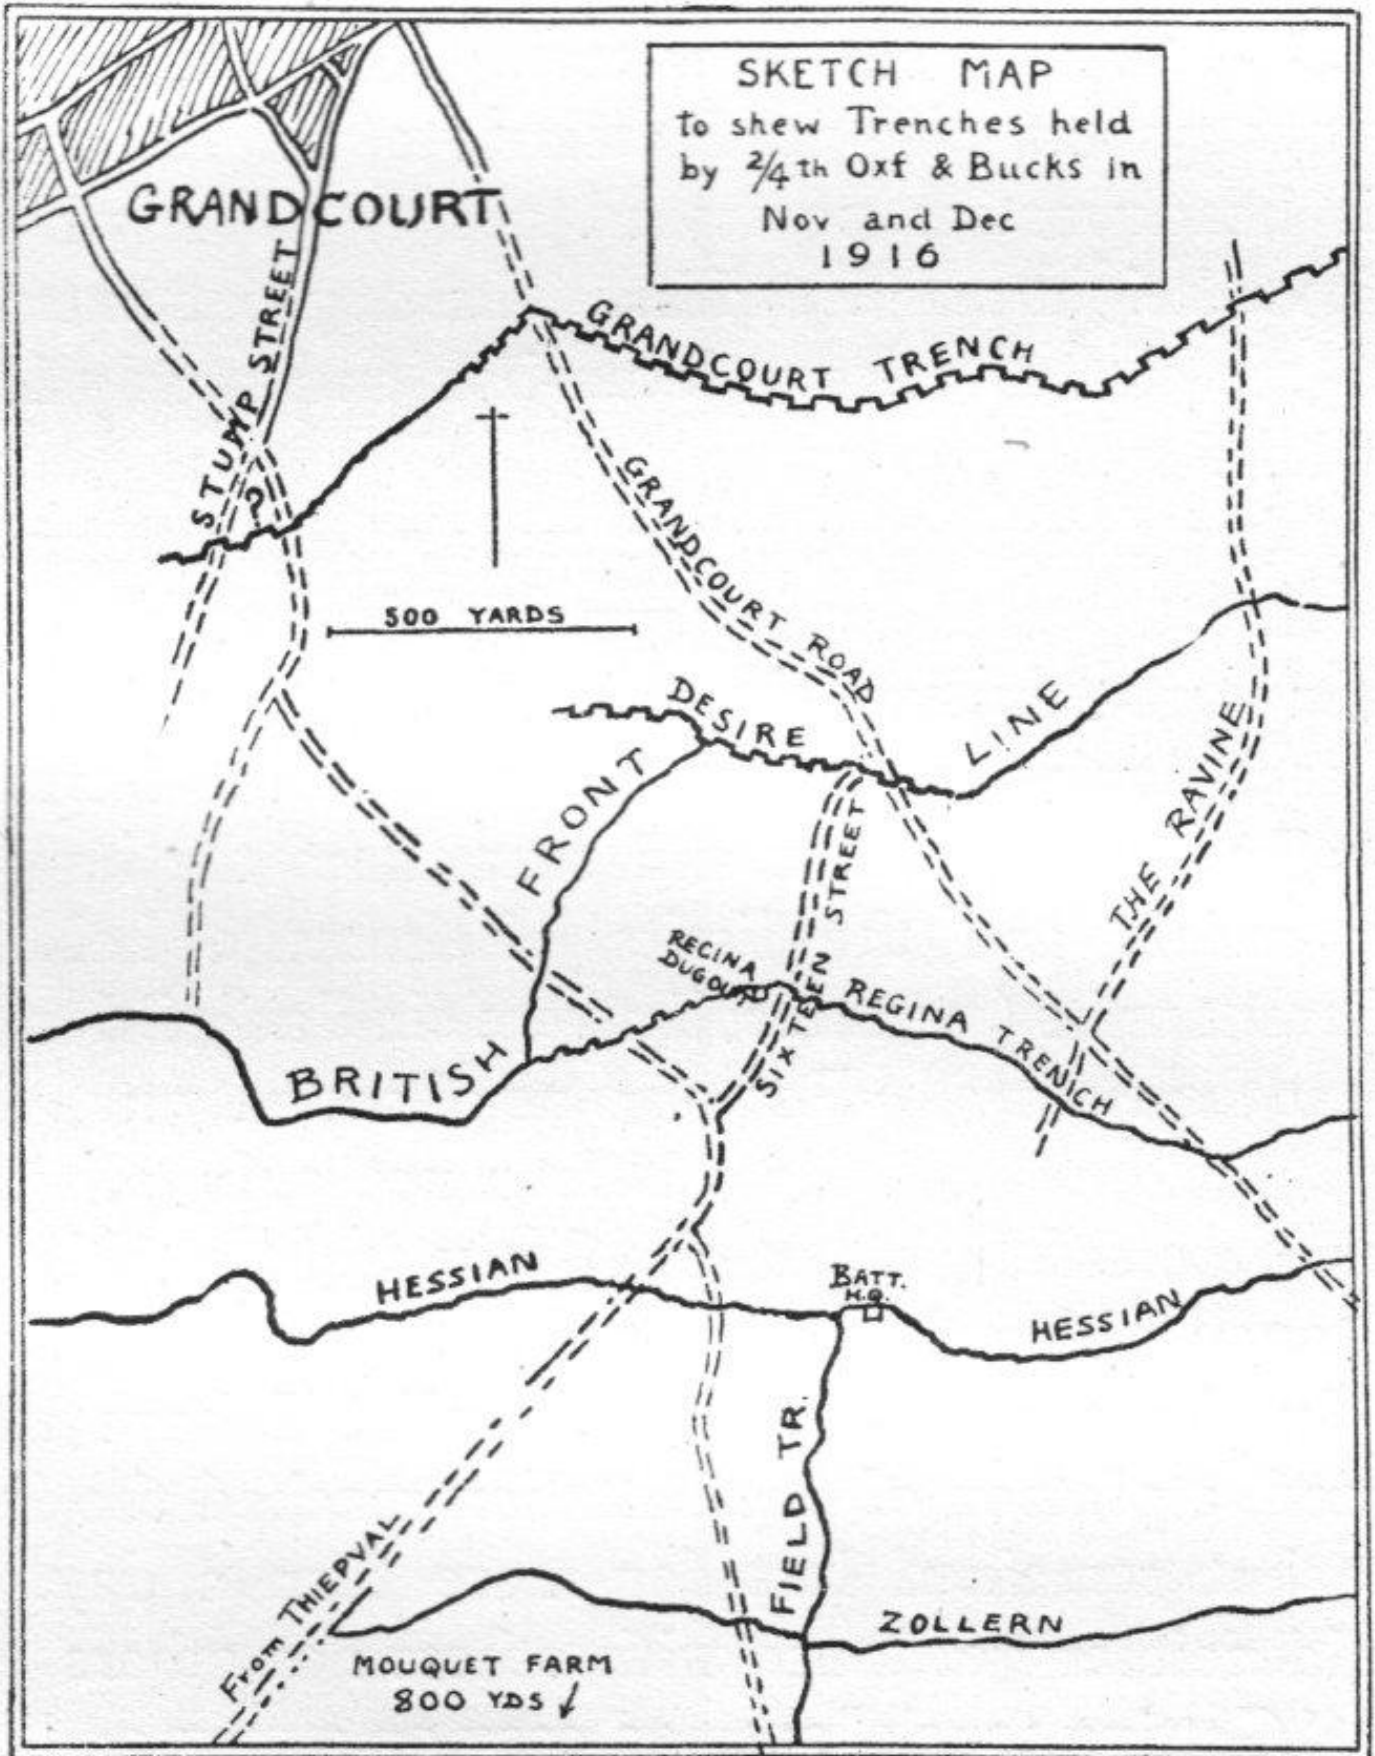 SKETCH MAP
to shew Trenches held
by 2/4th Oxf & Bucks in
Nov and Dec
1916
GRANDCOURT
STUMP STREET
?
GRANDCOURT TRENCH
GRANDCOURT ROAD
500 YARDS
DESIRE
LINE
FRONT
STREET
THE RAVINE
REGINA
DUGOUT
SIXTEEN
REGINA TRENCH
BRITISH
HESSIAN
BATT.
H.Q.
HESSIAN
FIELD TR.
From THIEPVAL
ZOLLERN
MOUQUET FARM
800 YDS